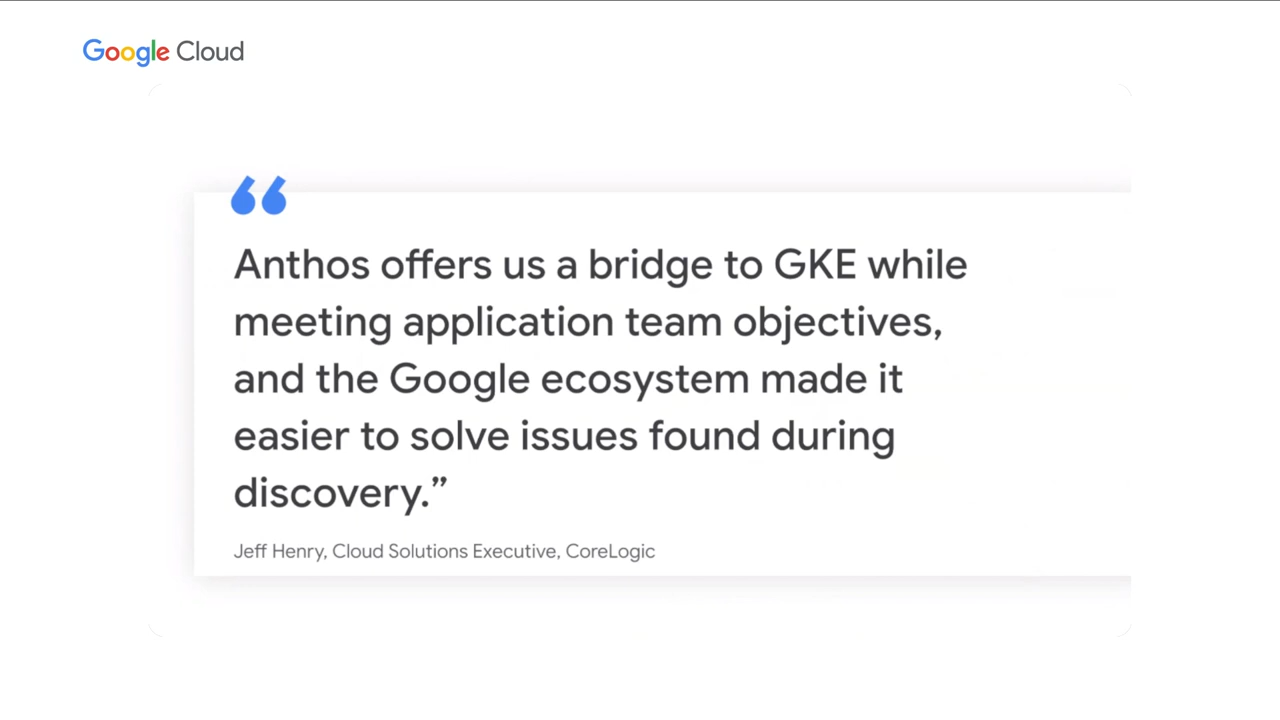 Google Cloud
“
Anthos offers us a bridge to GKE while
meeting application team objectives,
and the Google ecosystem made it
easier to solve issues found during
discovery.”
Jeff Henry, Cloud Solutions Executive, CoreLogic